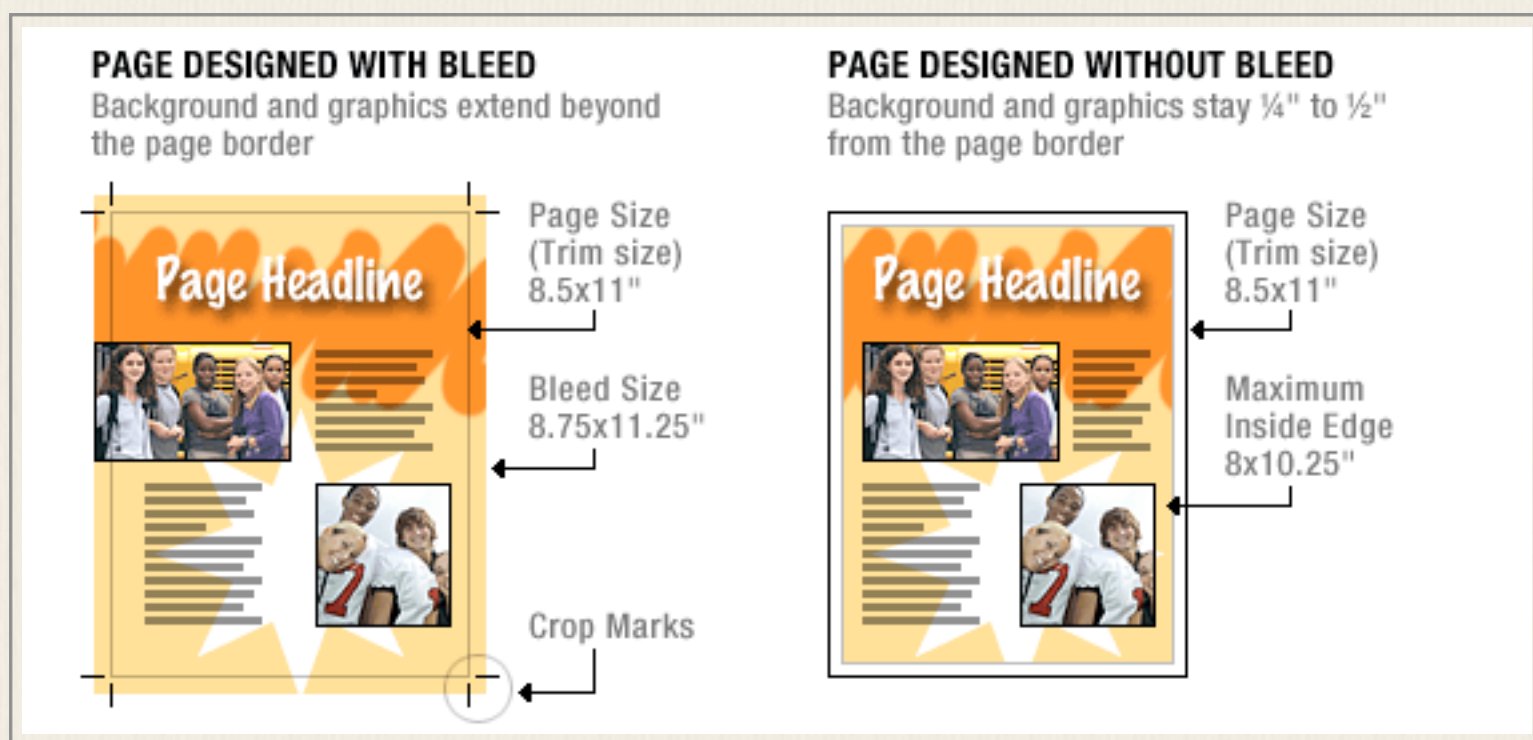 PAGE DESIGNED WITH BLEED
Background and graphics extend beyond
the page border
Page Headline
Page Size
(Trim size)
8.5x11"
Bleed Size
8.75x11.25"
Crop Marks
PAGE DESIGNED WITHOUT BLEED
Background and graphics stay ¼" to ½"
from the page border
Page Headline
Page Size
(Trim size)
8.5x11"
Maximum
Inside Edge
8x10.25"